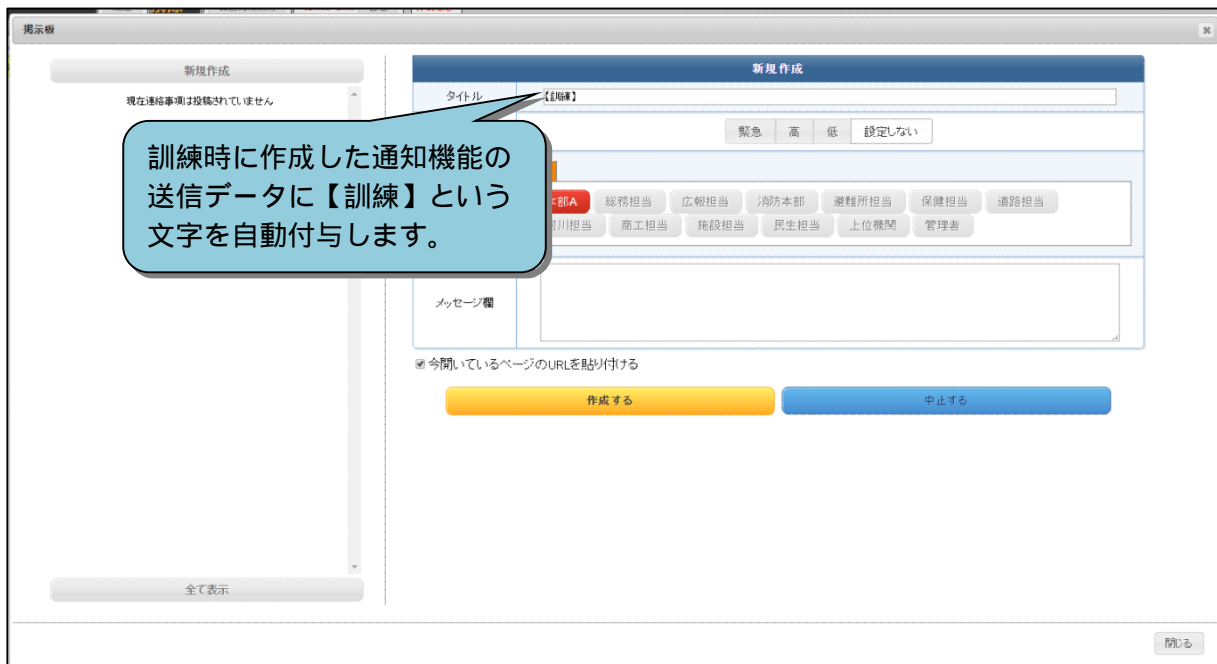 掲示板
新規作成
現在連絡事項は投稿されていません
全て表示
新規作成
タイトル
【訓練】
緊急 高 低 設定しない
部A 総務担当 広報担当 消防本部 避難所担当 保健担当 道路担当
川担当 商工担当 施設担当 民生担当 上位機関 管理者
メッセージ欄
今開いているページのURLを貼り付ける
作成する
中止する
訓練時に作成した通知機能の
送信データに【訓練】という
文字を自動付与します。
閉じる